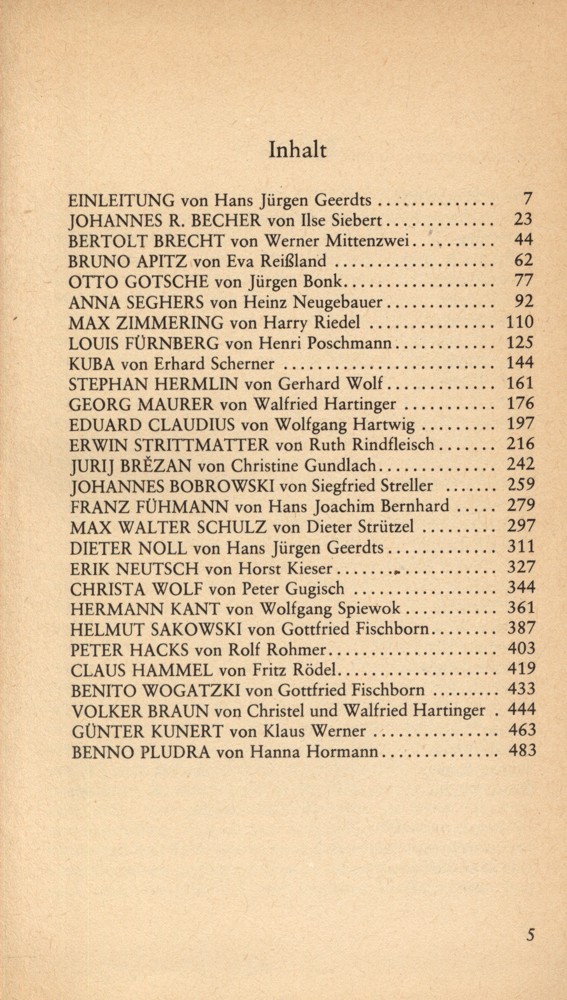 Inhalt
EINLEITUNG von Hans Jürgen Geerdts ............. 7
JOHANNES R. BECHER von Ilse Siebert............ 23
BERTOLT BRECHT von Werner Mittenzwei.......... 44
BRUNO APITZ von Eva Reißland .................. 62
OTTO GOTSCHE von Jürgen Bonk................. 77
ANNA SEGHERS von Heinz Neugebauer............ 92
MAX ZIMMERING von Harry Riedel .............. 110
LOUIS FÜRNBERG von Henri Poschmann........... 125
KUBA von Erhard Scherner ....................... 144
STEPHAN HERMLIN von Gerhard Wolf............ 161
GEORG MAURER von Walfried Hartinger .......... 176
EDUARD CLAUDIUS von Wolfgang Hartwig ........ 197
ERWIN STRITTMATTER von Ruth Rindfleisch....... 216
JURIJ BRĚZAN von Christine Gundlach............. 242
JOHANNES BOBROWSKI von Siegfried Streller ...... 259
FRANZ FÜHMANN von Hans Joachim Bernhard ..... 279
MAX WALTER SCHULZ von Dieter Strützel ......... 297
DIETER NOLL von Hans Jürgen Geerdts............ 311
ERIK NEUTSCH von Horst Kieser.................. 327
CHRISTA WOLF von Peter Gugisch ................ 344
HERMANN KANT von Wolfgang Spiewok.......... 361
HELMUT SAKOWSKI von Gottfried Fischborn........ 387
PETER HACKS von Rolf Rohmer................... 403
CLAUS HAMMEL von Fritz Rödel.................. 419
BENITO WOGATZKI von Gottfried Fischborn ......... 433
VOLKER BRAUN von Christel und Walfried Hartinger . 444
GÜNTER KUNERT von Klaus Werner .............. 463
BENNO PLUDRA von Hanna Hormann............. 483
5